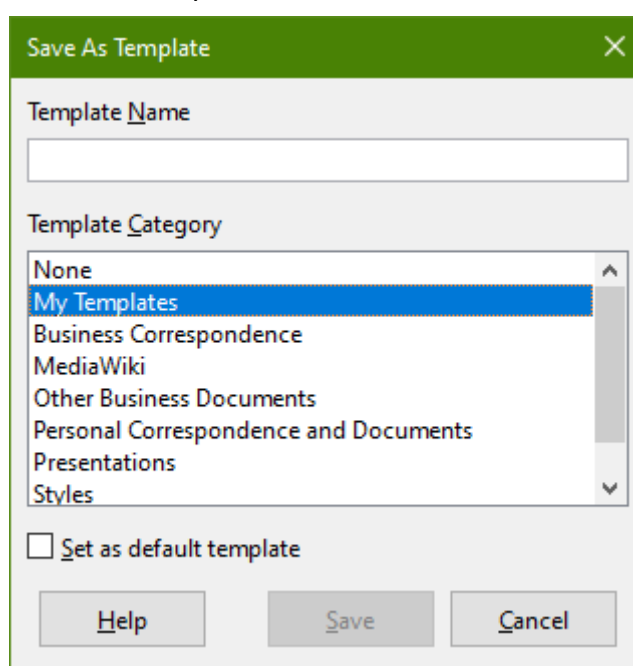 Save As Template
Template Name
Template Category
None
My Templates
Business Correspondence
MediaWiki
Other Business Documents
Personal Correspondence and Documents
Presentations
Styles
Set as default template
Help Save Cancel